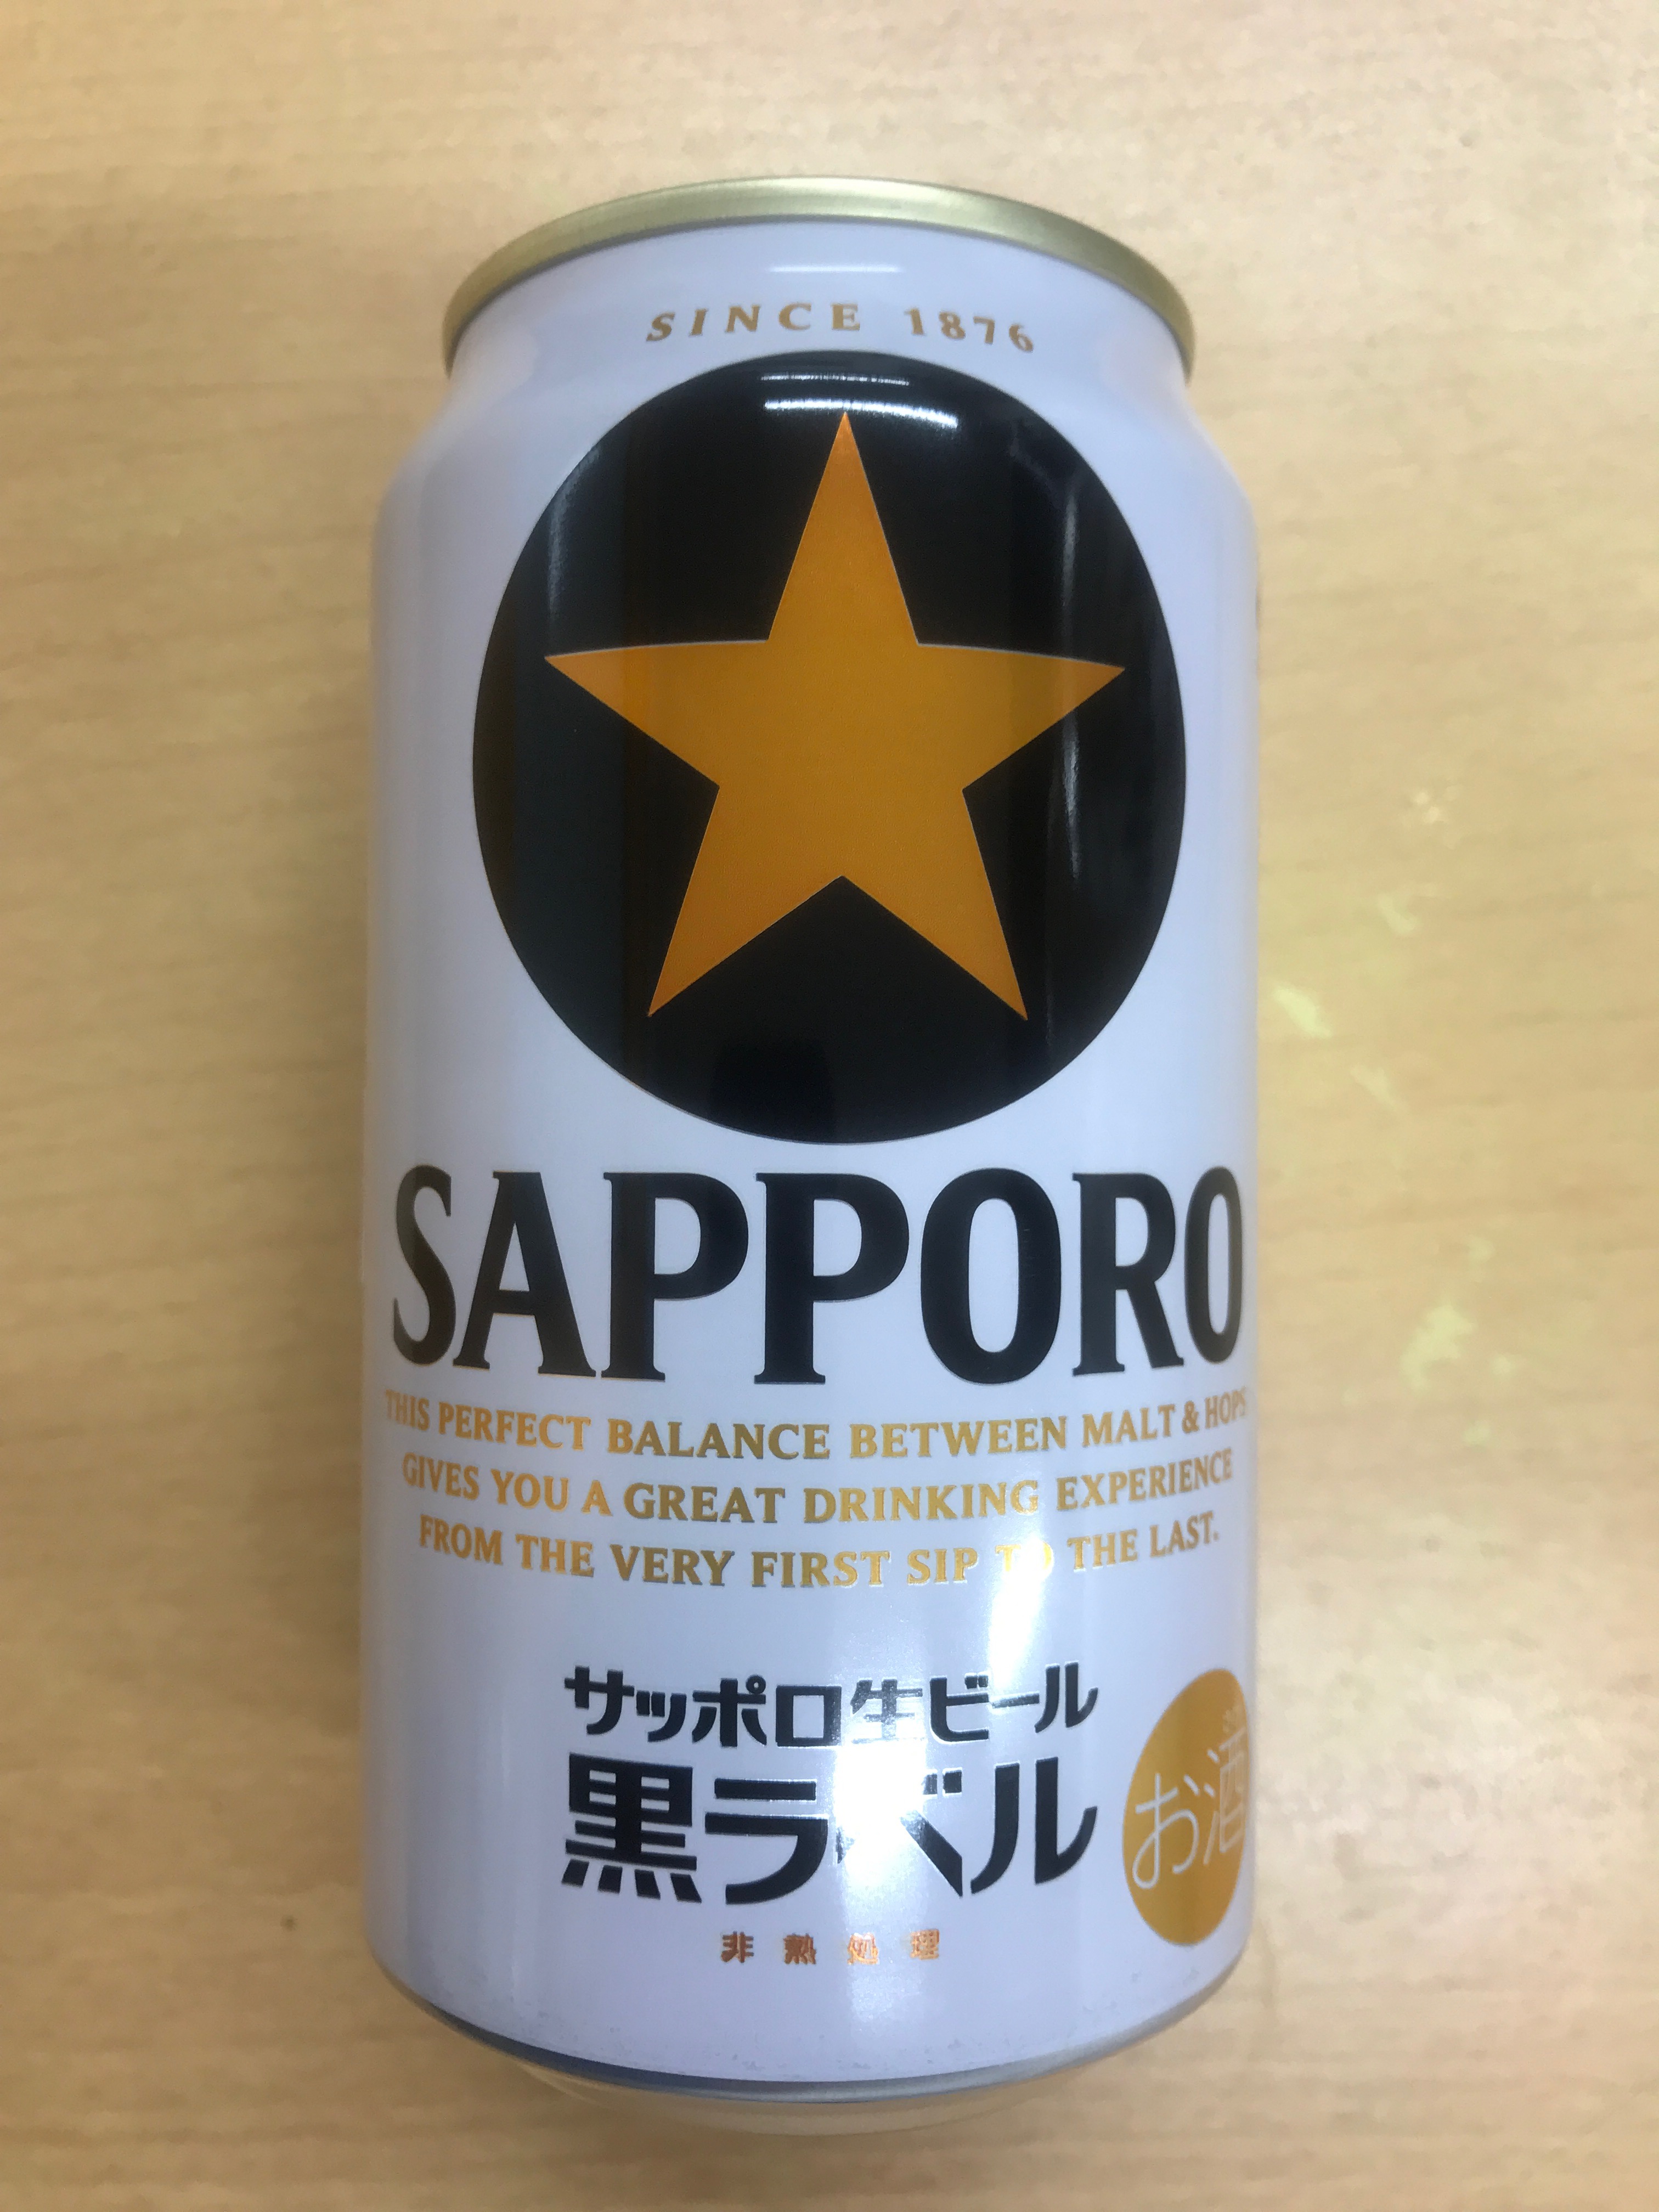 SINCE 1876
SAPPORO
THIS PERFECT BALANCE BETWEEN MALT & HOPS
GIVES YOU A GREAT DRINKING EXPERIENCE
FROM THE VERY FIRST SIP TO THE LAST.
サッポロ生ビール
黒ラベル
お酒
非熱処理